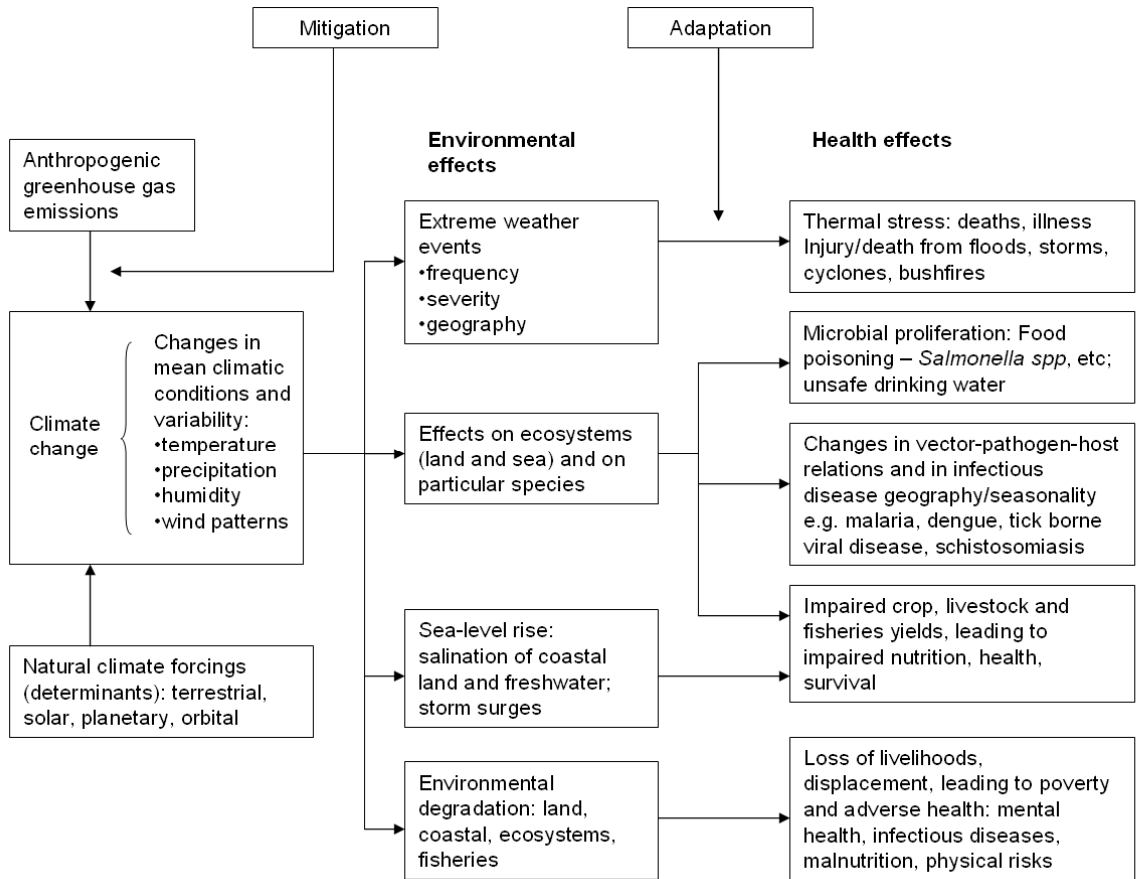 Mitigation
Adaptation
Environmental
effects
Health effects
Anthropogenic
greenhouse gas
emissions
Climate
change
Changes in
mean climatic
conditions and
variability:
•temperature
•precipitation
•humidity
•wind patterns
Natural climate forcings
(determinants): terrestrial,
solar, planetary, orbital
Extreme weather
events
•frequency
•severity
•geography
Effects on ecosystems
(land and sea) and on
particular species
Sea-level rise:
salination of coastal
land and freshwater;
storm surges
Environmental
degradation: land,
coastal, ecosystems,
fisheries
Thermal stress: deaths, illness
Injury/death from floods, storms,
cyclones, bushfires
Microbial proliferation: Food
poisoning – Salmonella spp, etc;
unsafe drinking water
Changes in vector-pathogen-host
relations and in infectious
disease geography/seasonality
e.g. malaria, dengue, tick borne
viral disease, schistosomiasis
Impaired crop, livestock and
fisheries yields, leading to
impaired nutrition, health,
survival
Loss of livelihoods,
displacement, leading to poverty
and adverse health: mental
health, infectious diseases,
malnutrition, physical risks